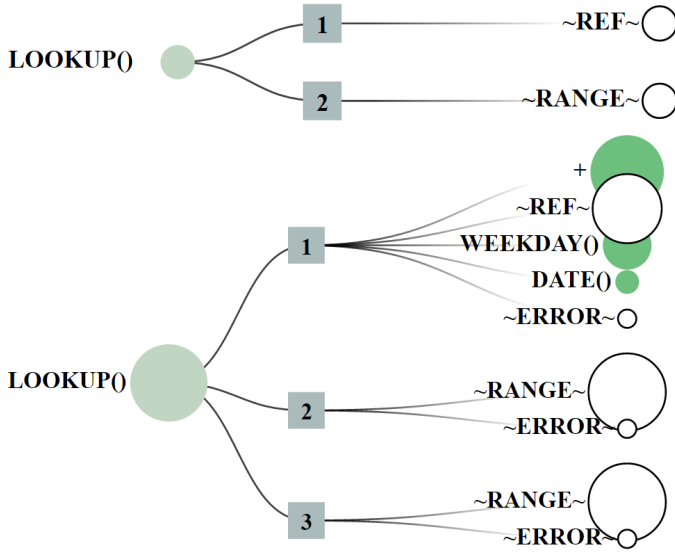 LOOKUP()
1
~REF~
2
~RANGE~
LOOKUP()
1
+
~REF~
WEEKDAY()
DATE()
~ERROR~
2
~RANGE~
~ERROR~
3
~RANGE~
~ERROR~